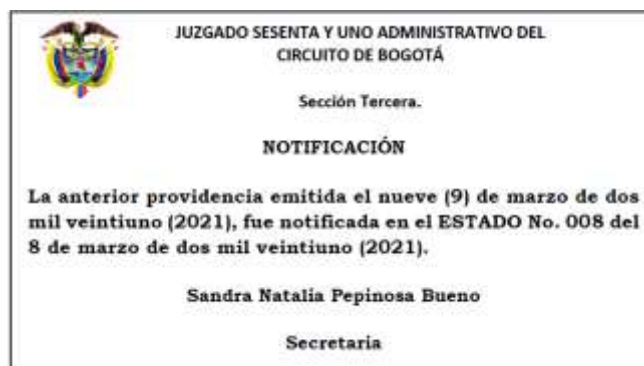 JUZGADO SESENTA Y UNO ADMINISTRATIVO DEL
CIRCUITO DE BOGOTÁ
Sección Tercera.
NOTIFICACIÓN
La anterior providencia emitida el nueve (9) de marzo de dos
mil veintiuno (2021), fue notificada en el ESTADO No. 008 del
8 de marzo de dos mil veintiuno (2021).
Sandra Natalia Pepinosa Bueno
Secretaria